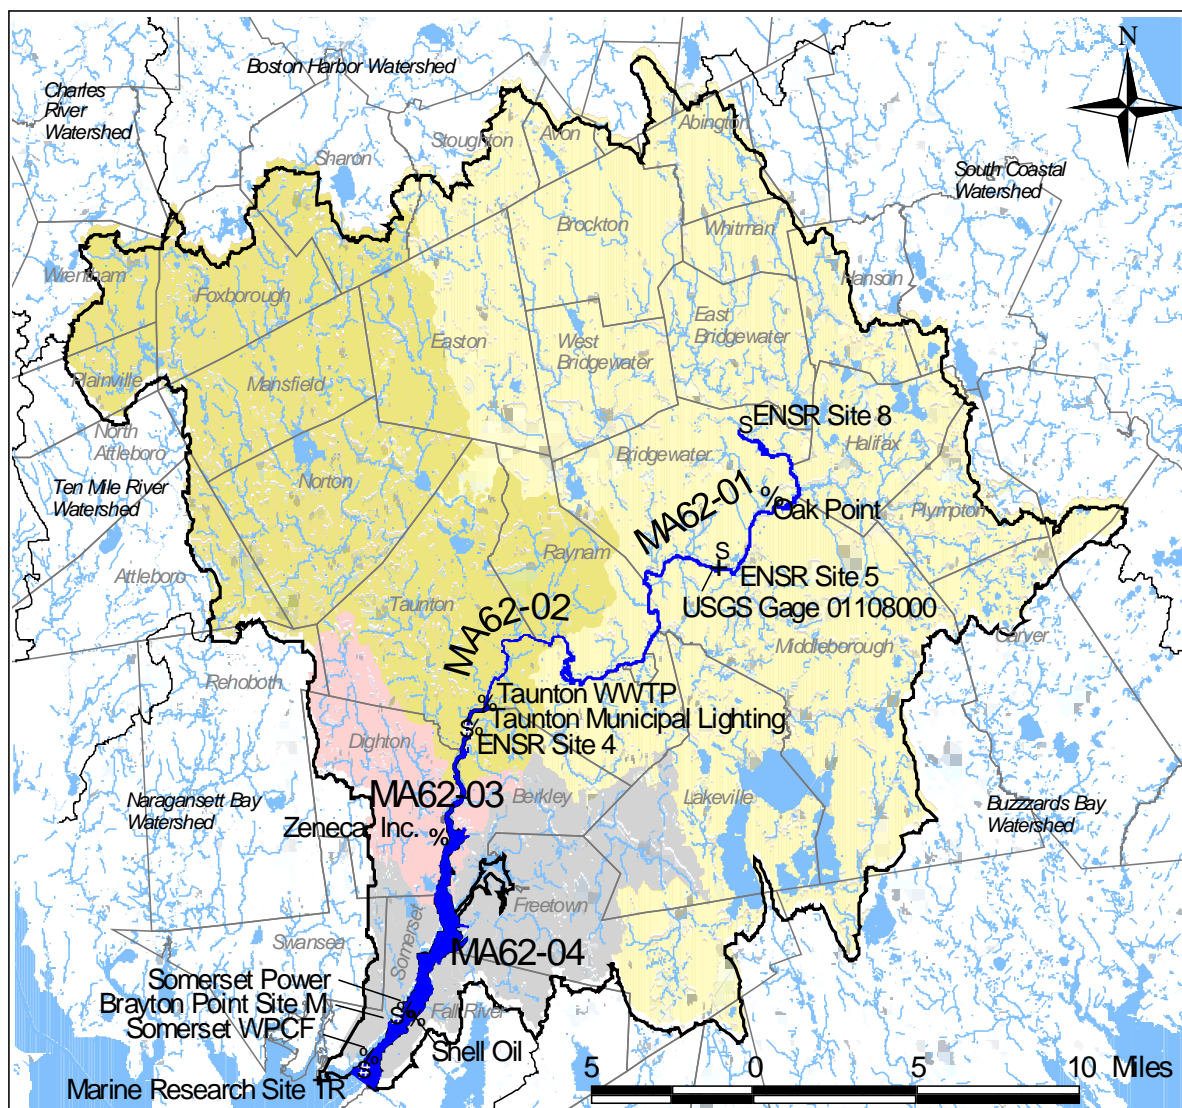 N
Boston Harbor Watershed
Charles
River
Watershed
Stoughton
Avon
Abington
Sharon
South Coastal
Watershed
Brockton
Whitman
Wrentham
Foxborough
Hanson
Easton
West
Bridgewater
East
Bridgewater
Plainville
Mansfield
North
Attleboro
S
ENSR Site 8
Halifax
Bridgewater
Ten Mile River
Watershed
Norton
MA62-01
%
Oak Point
Plympton
Attleboro
Raynam
S
ENSR Site 5
USGS Gage 01108000
Taunton
MA62-02
Middleborough
Carver
Rehoboth
%
Taunton WWTP
Taunton Municipal Lighting
S
%
ENSR Site 4
Dighton
MA62-03
Berkley
Lakeville
Naragansett Bay
Watershed
Buzzzards Bay
Watershed
Zeneca Inc.
%
Freetown
Swansea
Somerset
MA62-04
Somerset Power
Brayton Point Site M
S
%
%
Fall River
Somerset WPCF
%
%
S
Shell Oil
Marine Research Site TR
5 0 5 10 Miles